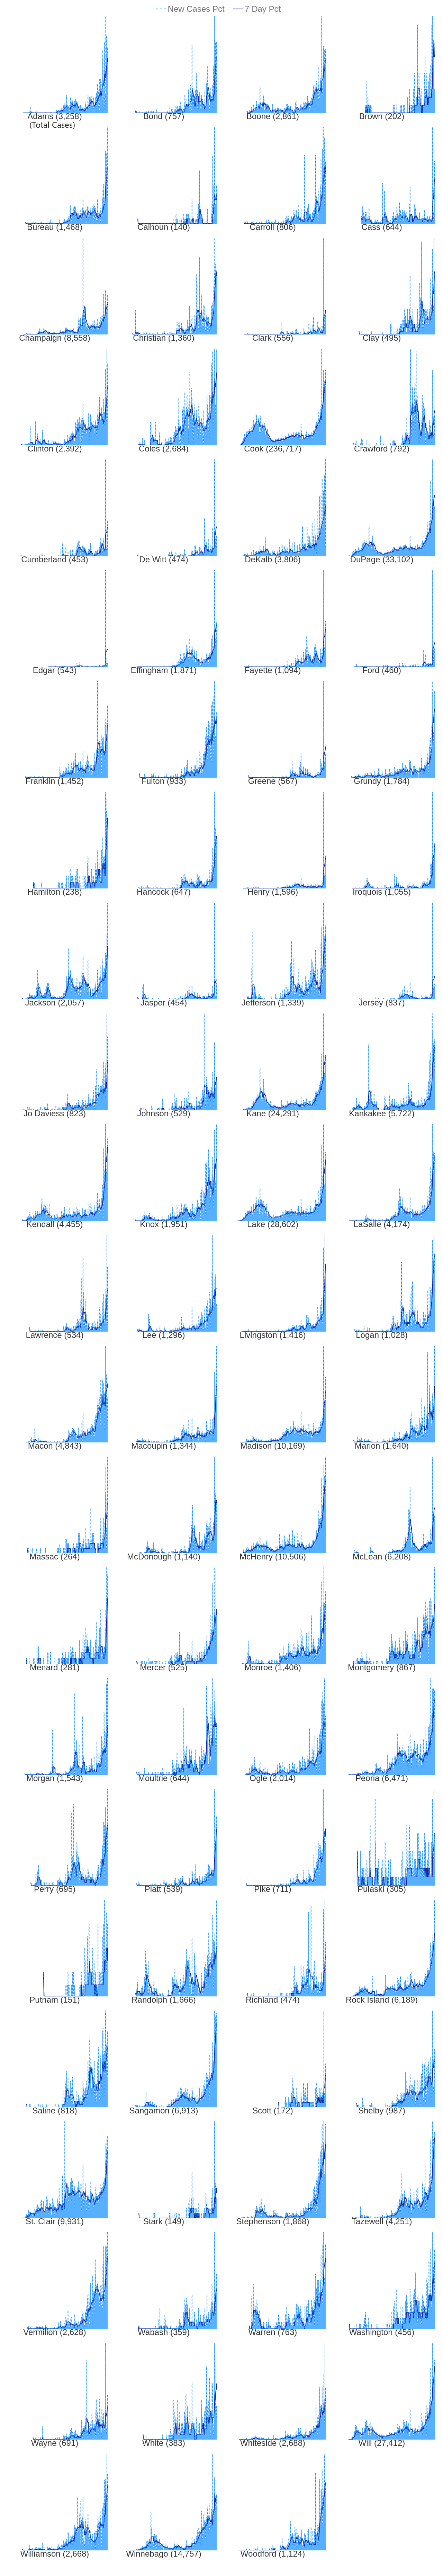 New Cases Pct 7 Day Pct
Adams (3,258) Bond (757) Boone (2,861) Brown (202)
(Total Cases)
Bureau (1,468) Calhoun (140) Carroll (806) Cass (644)
Champaign (8,558) Christian (1,360) Clark (556) Clay (495)
Clinton (2,392) Coles (2,684) Cook (236,717) Crawford (792)
Cumberland (453) De Witt (474) DeKalb (3,806) DuPage (33,102)
Edgar (543) Effingham (1,871) Fayette (1,094) Ford (460)
Franklin (1,452) Fulton (933) Greene (567) Grundy (1,784)
Hamilton (238) Hancock (647) Henry (1,596) Iroquois (1,055)
Jackson (2,057) Jasper (454) Jefferson (1,339) Jersey (837)
Jo Daviess (823) Johnson (529) Kane (24,291) Kankakee (5,722)
Kendall (4,455) Knox (1,951) Lake (28,602) LaSalle (4,174)
Lawrence (534) Lee (1,296) Livingston (1,416) Logan (1,028)
Macon (4,843) Macoupin (1,344) Madison (10,169) Marion (1,640)
Massac (264) McDonough (1,140) McHenry (10,506) McLean (6,208)
Menard (281) Mercer (525) Monroe (1,406) Montgomery (867)
Morgan (1,543) Moultrie (644) Ogle (2,014) Peoria (6,471)
Perry (695) Piatt (539) Pike (711) Pulaski (305)
Putnam (151) Randolph (1,666) Richland (474) Rock Island (6,189)
Saline (818) Sangamon (6,913) Scott (172) Shelby (987)
St. Clair (9,931) Stark (149) Stephenson (1,868) Tazewell (4,251)
Vermilion (2,628) Wabash (359) Warren (763) Washington (456)
Wayne (691) White (383) Whiteside (2,688) Will (27,412)
Williamson (2,668) Winnebago (14,757) Woodford (1,124)